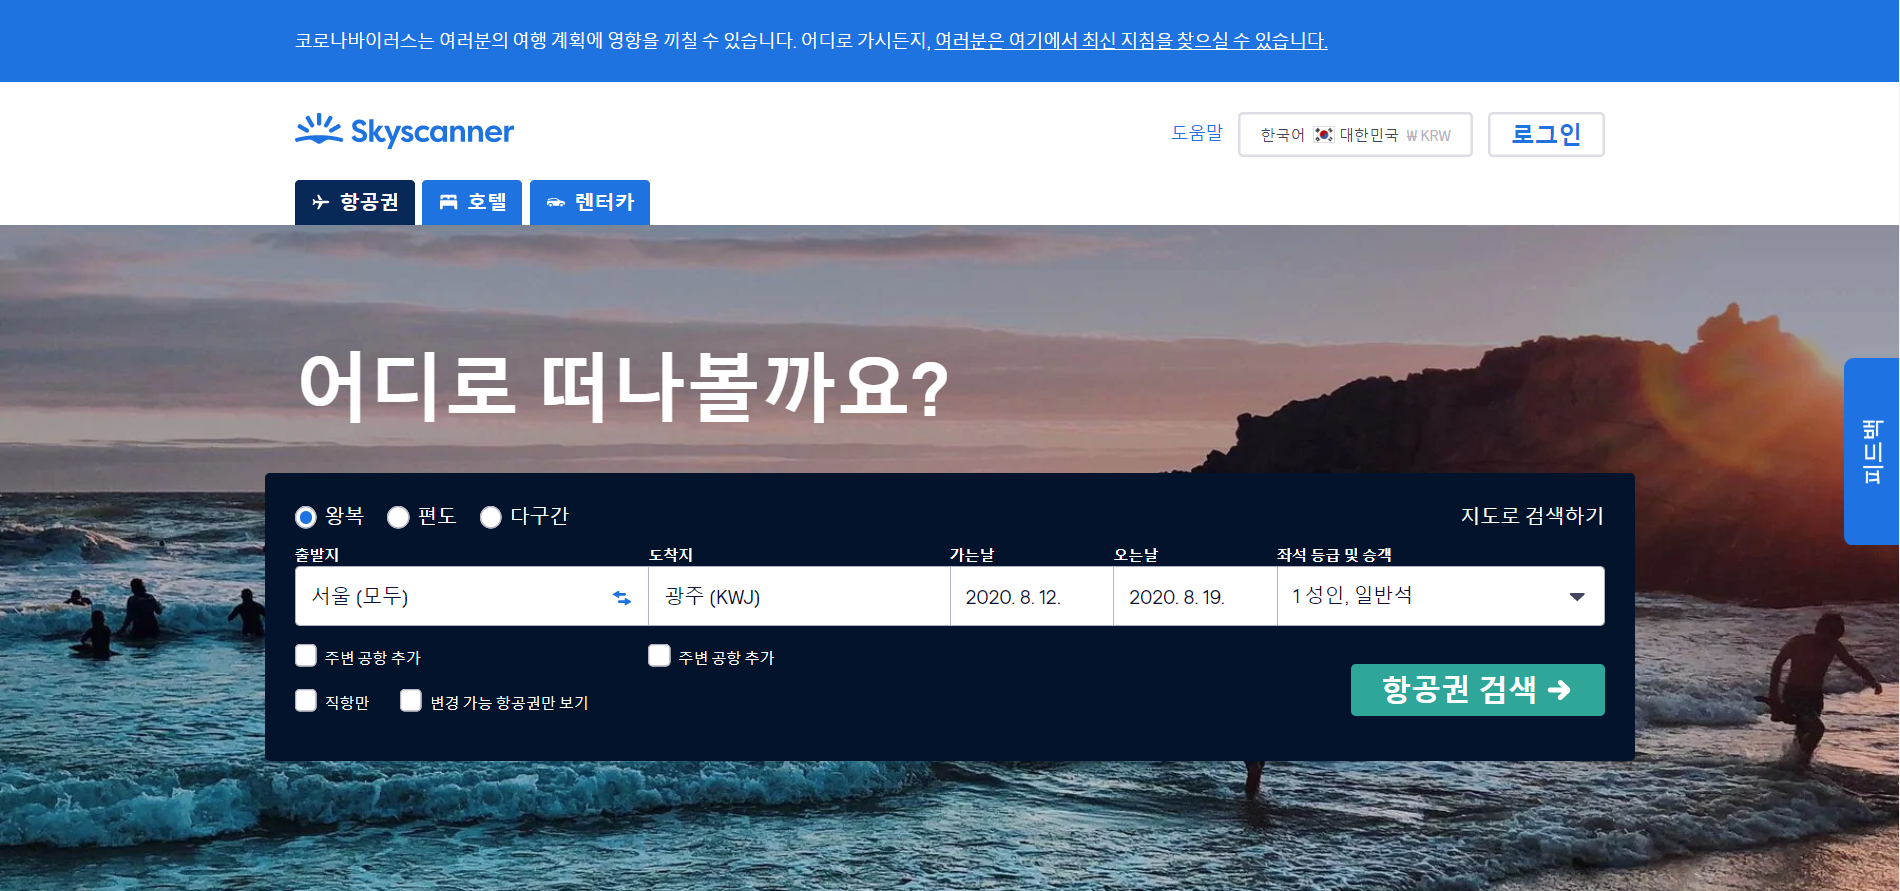 코로나바이러스는 여러분의 여행 계획에 영향을 끼칠 수 있습니다. 어디로 가시든지, 여러분은 여기에서 최신 지침을 찾으실 수 있습니다.
Skyscanner
도움말 한국어 대한민국 ₩ KRW 로그인
항공권 호텔 렌터카
어디로 떠나볼까요?
피드백
왕복 편도 다구간 지도로 검색하기
출발지 도착지 가는날 오는날 좌석 등급 및 승객
서울 (모두) 광주 (KWJ) 2020. 8. 12. 2020. 8. 19. 1 성인, 일반석
주변 공항 추가 주변 공항 추가
직항만 변경 가능 항공권만 보기
항공권 검색